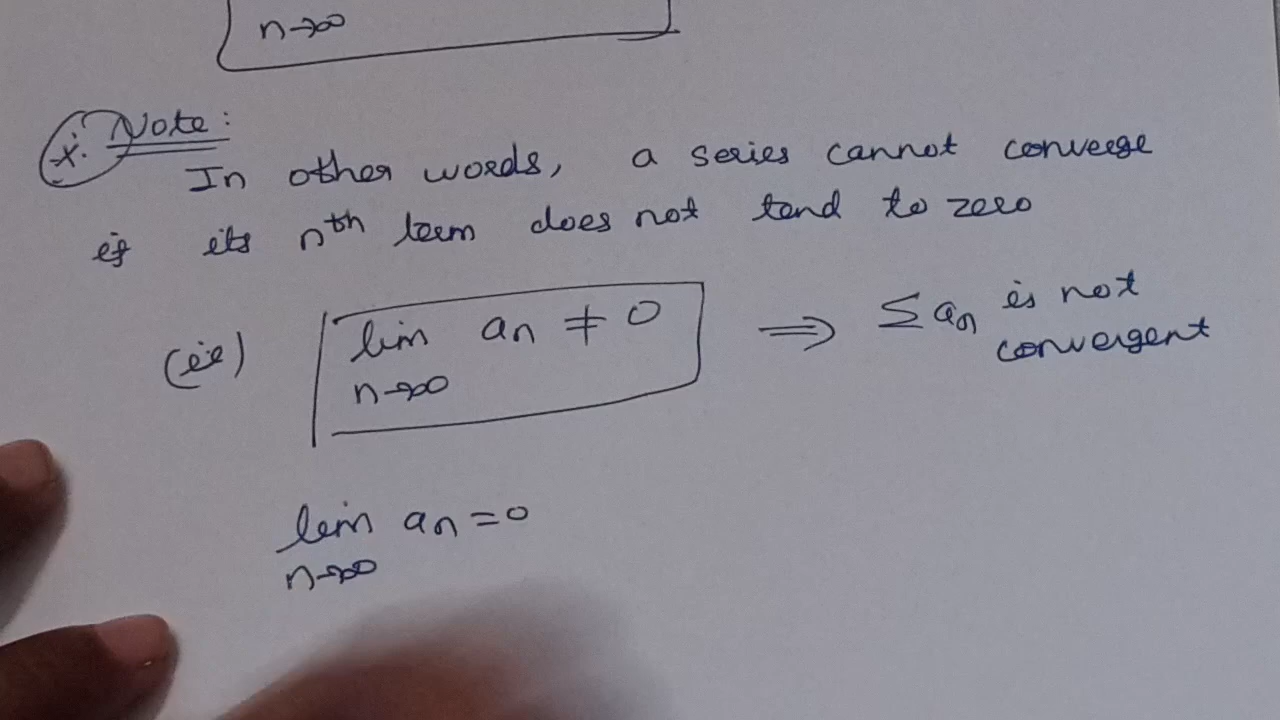 n→∞
*. Note:
In other words, a series cannot converge
if its nth term does not tend to zero
(i.e) lim an ≠ 0 ⟹ Σan is not
n→∞ convergent
lim an = 0
n→∞